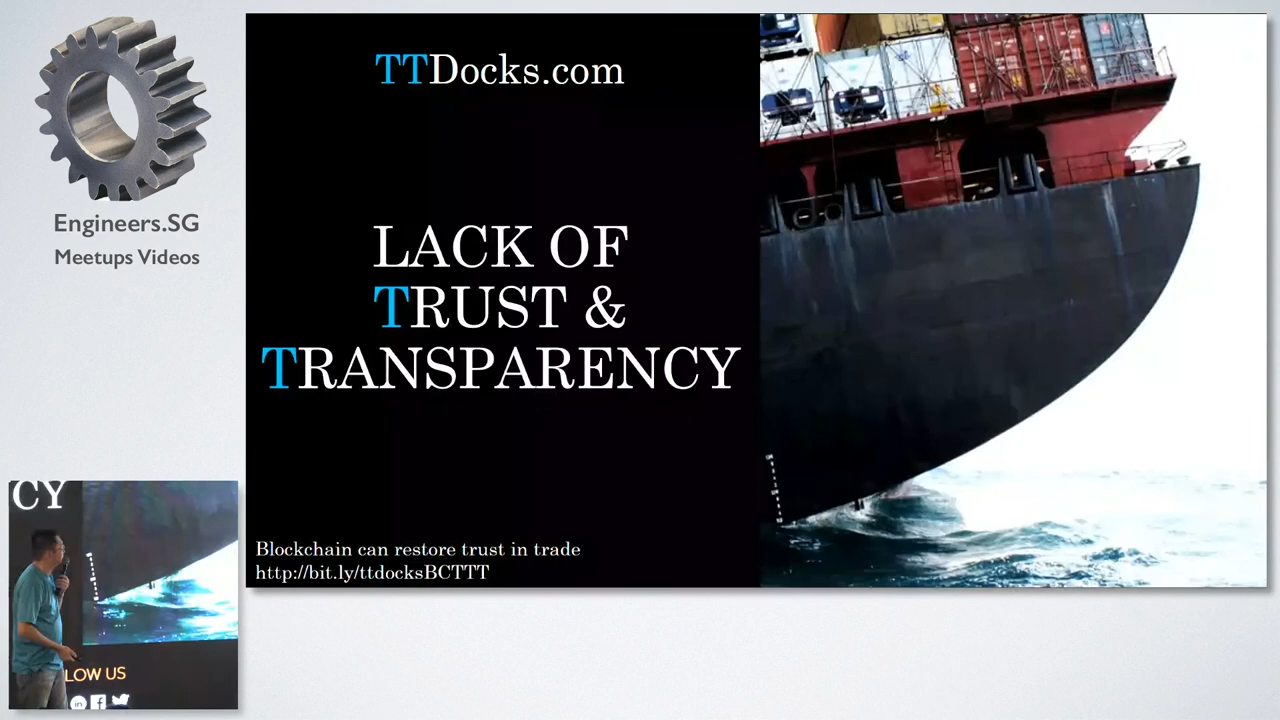 Engineers.SG
Meetups Videos
TTDocks.com
LACK OF
TRUST &
TRANSPARENCY
Blockchain can restore trust in trade
http://bit.ly/ttdocksBCTTT
CY
LOW US